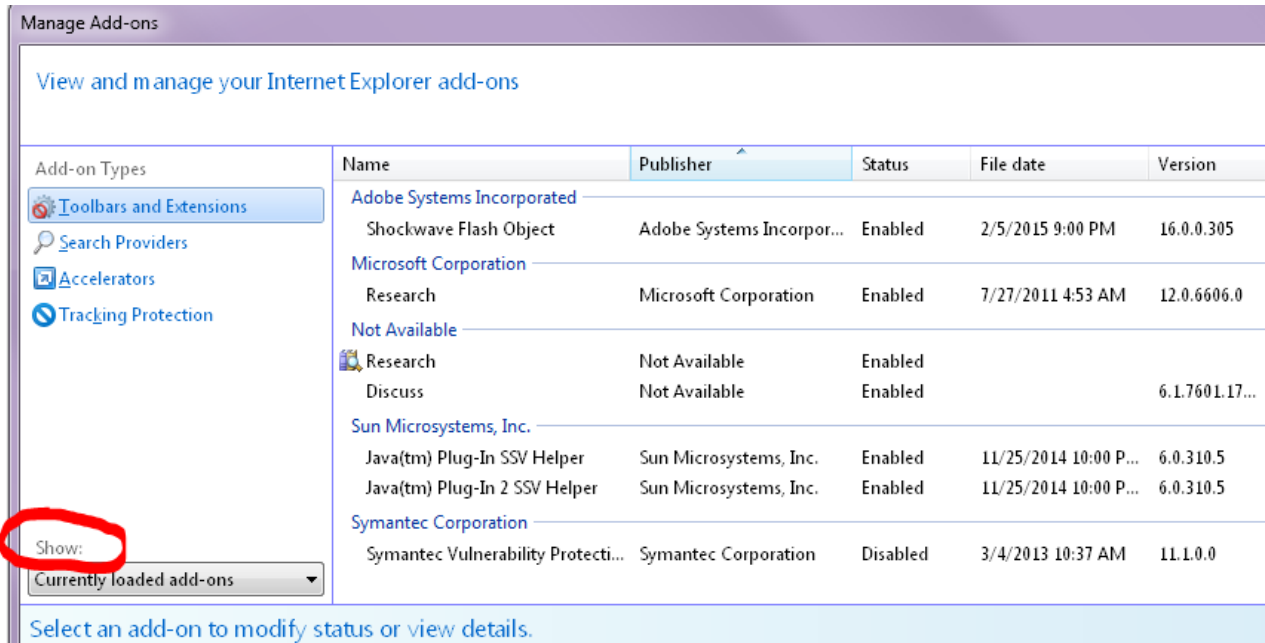 Manage Add-ons
View and manage your Internet Explorer add-ons
Add-on Types
Toolbars and Extensions
Search Providers
Accelerators
Tracking Protection
Show:
Currently loaded add-ons
Name Publisher Status File date Version
Adobe Systems Incorporated
Shockwave Flash Object Adobe Systems Incorpor... Enabled 2/5/2015 9:00 PM 16.0.0.305
Microsoft Corporation
Research Microsoft Corporation Enabled 7/27/2011 4:53 AM 12.0.6606.0
Not Available
Research Not Available Enabled
Discuss Not Available Enabled 6.1.7601.17...
Sun Microsystems, Inc.
Java(tm) Plug-In SSV Helper Sun Microsystems, Inc. Enabled 11/25/2014 10:00 P... 6.0.310.5
Java(tm) Plug-In 2 SSV Helper Sun Microsystems, Inc. Enabled 11/25/2014 10:00 P... 6.0.310.5
Symantec Corporation
Symantec Vulnerability Protecti... Symantec Corporation Disabled 3/4/2013 10:37 AM 11.1.0.0
Select an add-on to modify status or view details.